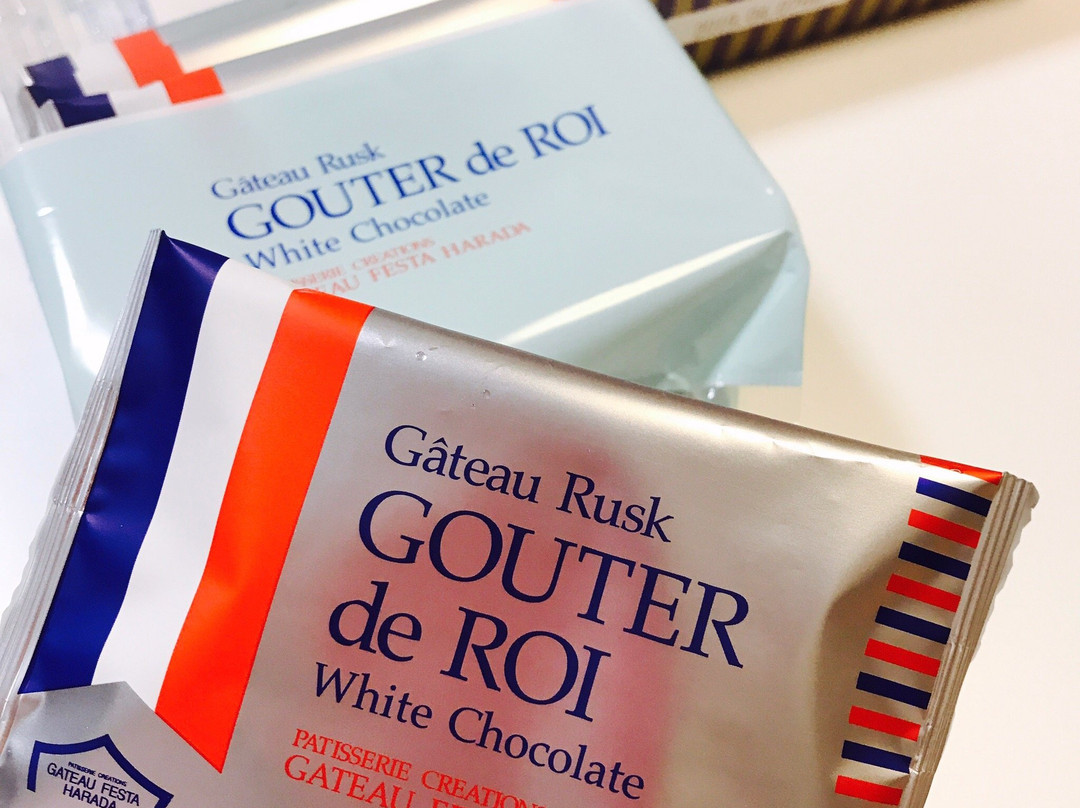 Gâteau Rusk
GOUTER de ROI
White Chocolate
CREATIONS
FESTA HARADA
Gâteau Rusk
GOUTER
de ROI
White Chocolate
PATISSERIE CREATIONS
GATEAU
PATISSERIE CREATIONS
GATEAU FESTA
HARADA